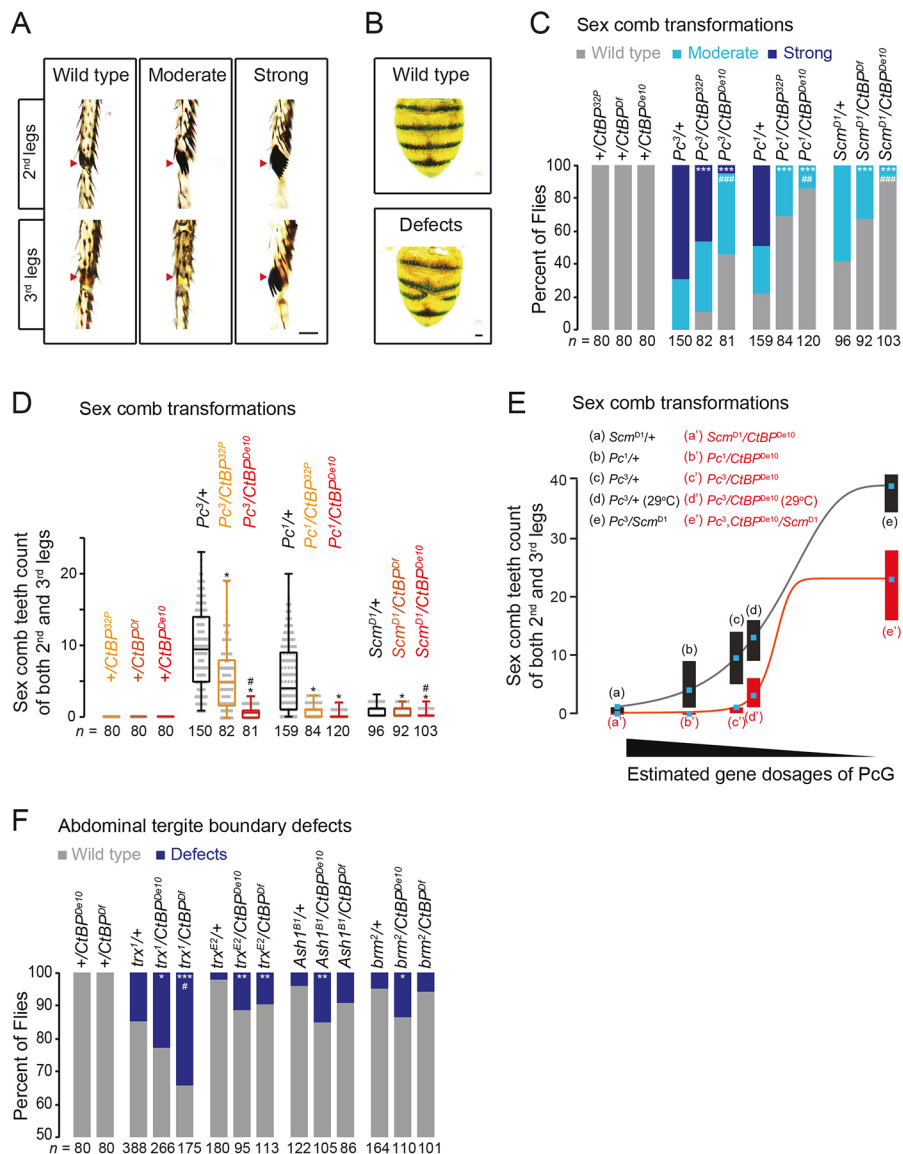 A
Wild type
Moderate
Strong
2nd legs
3rd legs
B
Wild type
Defects
C
Sex comb transformations
Wild type
Moderate
Strong
+/CtBP32P
+/CtBPDf
+/CtBPDe10
Pc3/+
Pc3/CtBP32P
Pc3/CtBPDe10
Pc1/+
Pc1/CtBP32P
Pc1/CtBPDe10
ScmD1/+
ScmD1/CtBPDf
ScmD1/CtBPDe10
Percent of Flies
100
80
60
40
20
0
***
***
###
***
***
##
***
***
###
n = 80 80 80 150 82 81 159 84 120 96 92 103
D
Sex comb transformations
Sex comb teeth count
of both 2nd and 3rd legs
20
10
0
+/CtBP32P
+/CtBPDf
+/CtBPDe10
Pc3/+
Pc3/CtBP32P
Pc3/CtBPDe10
Pc1/+
Pc1/CtBP32P
Pc1/CtBPDe10
ScmD1/+
ScmD1/CtBPDf
ScmD1/CtBPDe10
*
#
*
*
*
*
#
*
n = 80 80 80 150 82 81 159 84 120 96 92 103
E
Sex comb transformations
(a) ScmD1/+
(b) Pc1/+
(c) Pc3/+
(d) Pc3/+ (29oC)
(e) Pc3/ScmD1
(a') ScmD1/CtBPDe10
(b') Pc1/CtBPDe10
(c') Pc3/CtBPDe10
(d') Pc3/CtBPDe10 (29oC)
(e') Pc3,CtBPDe10/ScmD1
Sex comb teeth count
of both 2nd and 3rd legs
40
30
20
10
0
(a)
(b)
(c)
(d)
(e)
(a')
(b')
(c')
(d')
(e')
Estimated gene dosages of PcG
F
Abdominal tergite boundary defects
Wild type
Defects
+/CtBPDe10
+/CtBPDf
trx1/+
trx1/CtBPDe10
trx1/CtBPDf
trxE2/+
trxE2/CtBPDe10
trxE2/CtBPDf
Ash1B1/+
Ash1B1/CtBPDe10
Ash1B1/CtBPDf
brm2/+
brm2/CtBPDe10
brm2/CtBPDf
Percent of Flies
100
90
80
70
60
50
*
***
#
**
**
**
*
n = 80 80 388 266 175 180 95 113 122 105 86 164 110 101